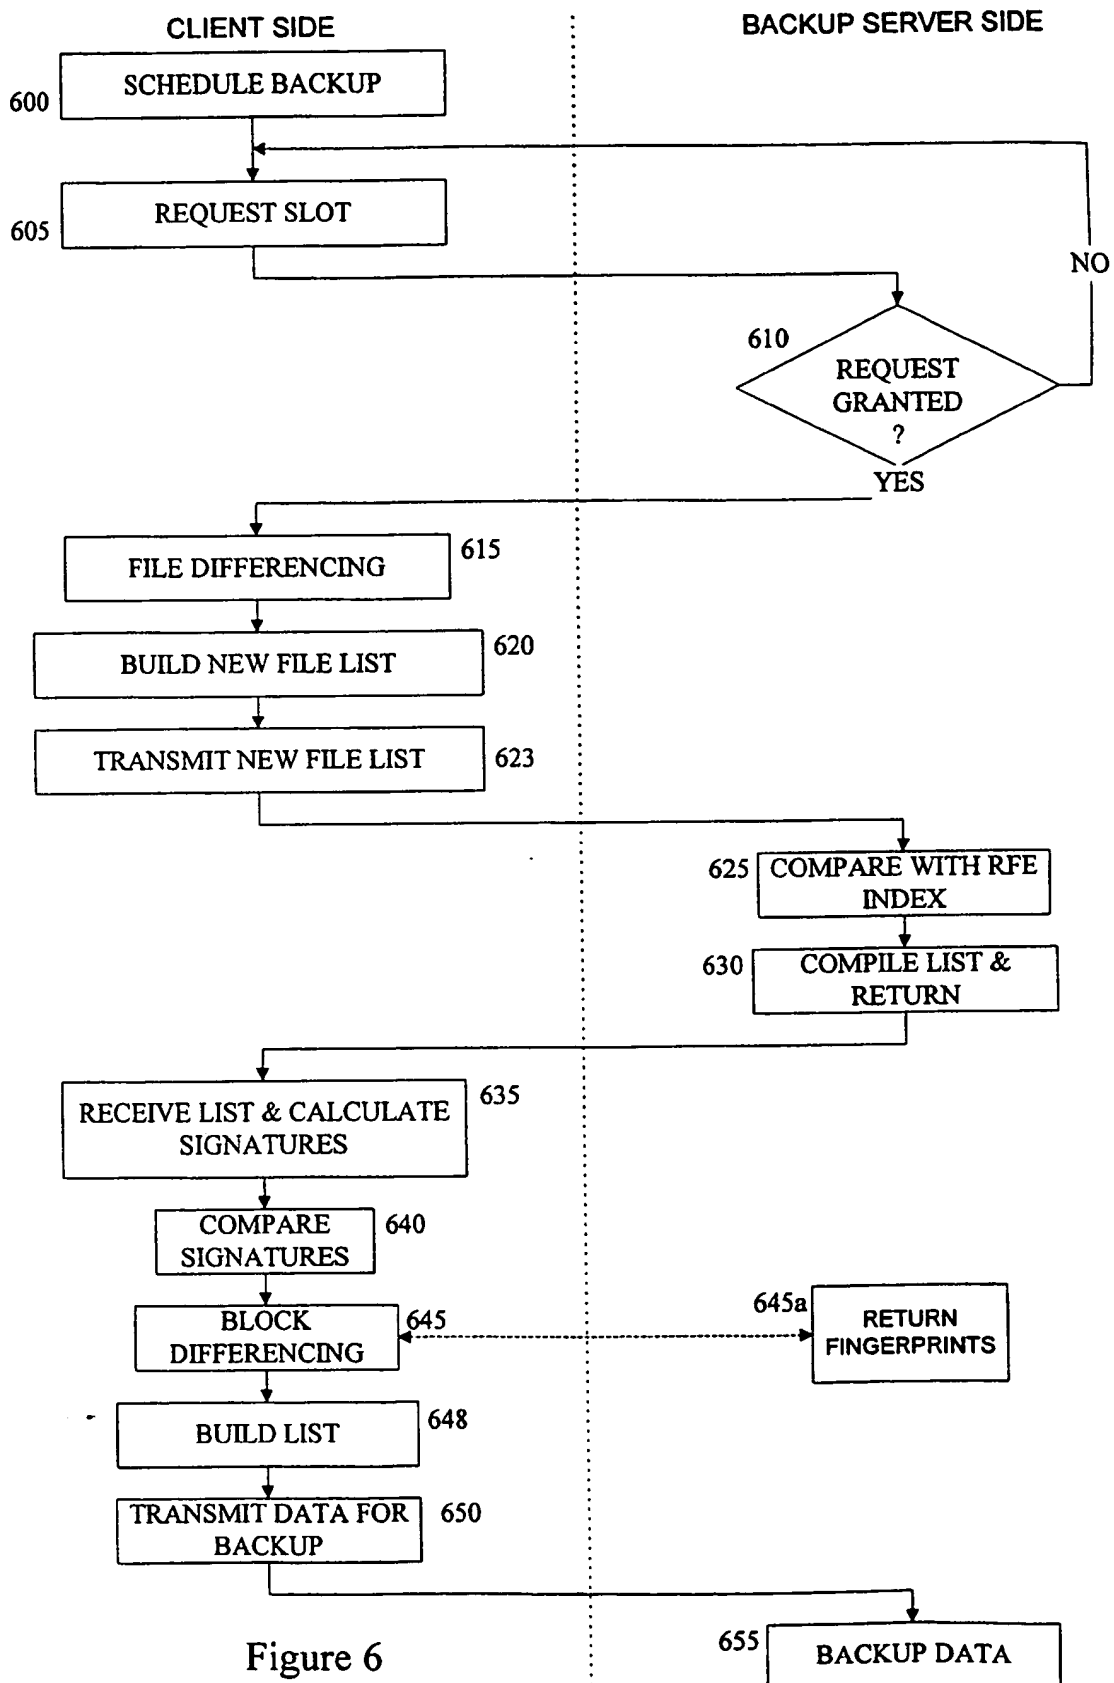 CLIENT SIDE
BACKUP SERVER SIDE
SCHEDULE BACKUP
600
REQUEST SLOT
605
NO
610
REQUEST
GRANTED
?
YES
FILE DIFFERENCING
615
BUILD NEW FILE LIST
620
TRANSMIT NEW FILE LIST
623
625
COMPARE WITH RFE
INDEX
630
COMPILE LIST &
RETURN
RECEIVE LIST & CALCULATE
SIGNATURES
635
COMPARE
SIGNATURES
640
BLOCK
DIFFERENCING
645
645a
RETURN
FINGERPRINTS
BUILD LIST
648
TRANSMIT DATA FOR
BACKUP
650
655
BACKUP DATA
Figure 6